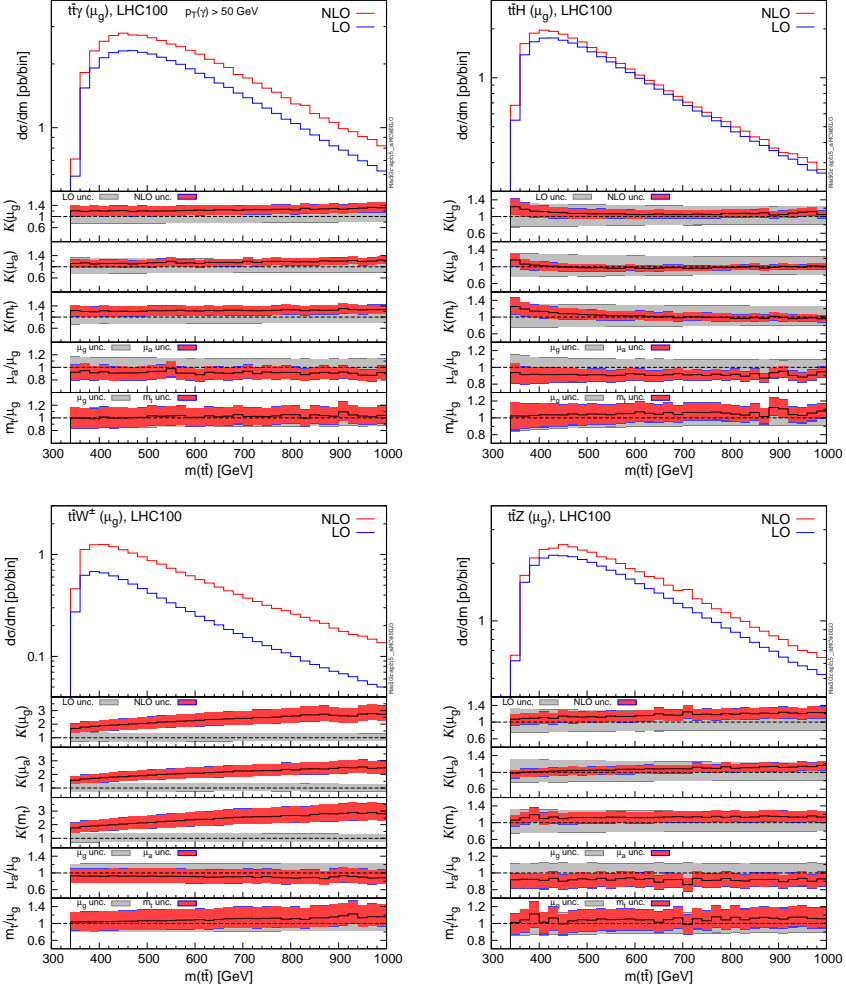 tt̄γ (μg), LHC100 pT(γ) > 50 GeV NLO
LO
dσ/dm [pb/bin]
1
MadGraph5_aMC@NLO
LO unc. NLO unc.
K(μg)
1.4
1
0.6
K(μa)
1.4
1
0.6
K(mt)
1.4
1
0.6
μg unc. μa unc.
μa/μg
1.2
1
0.8
μg unc. mt unc.
mt/μg
1.2
1
0.8
300 400 500 600 700 800 900 1000
m(tt̄) [GeV]
tt̄H (μg), LHC100 NLO
LO
dσ/dm [pb/bin]
1
MadGraph5_aMC@NLO
LO unc. NLO unc.
K(μg)
1.4
1
0.6
K(μa)
1.4
1
0.6
K(mt)
1.4
1
0.6
μg unc. μa unc.
μa/μg
1.2
1
0.8
μg unc. mt unc.
mt/μg
1.2
1
0.8
300 400 500 600 700 800 900 1000
m(tt̄) [GeV]
tt̄W± (μg), LHC100 NLO
LO
dσ/dm [pb/bin]
1
0.1
MadGraph5_aMC@NLO
LO unc. NLO unc.
K(μg)
3
2
1
K(μa)
3
2
1
K(mt)
3
2
1
μg unc. μa unc.
μa/μg
1.4
1
0.6
μg unc. mt unc.
mt/μg
1.4
1
0.6
300 400 500 600 700 800 900 1000
m(tt̄) [GeV]
tt̄Z (μg), LHC100 NLO
LO
dσ/dm [pb/bin]
1
MadGraph5_aMC@NLO
LO unc. NLO unc.
K(μg)
1.4
1
0.6
K(μa)
1.4
1
0.6
K(mt)
1.4
1
0.6
μg unc. μa unc.
μa/μg
1.2
1
0.8
μg unc. mt unc.
mt/μg
1.2
1
0.8
300 400 500 600 700 800 900 1000
m(tt̄) [GeV]